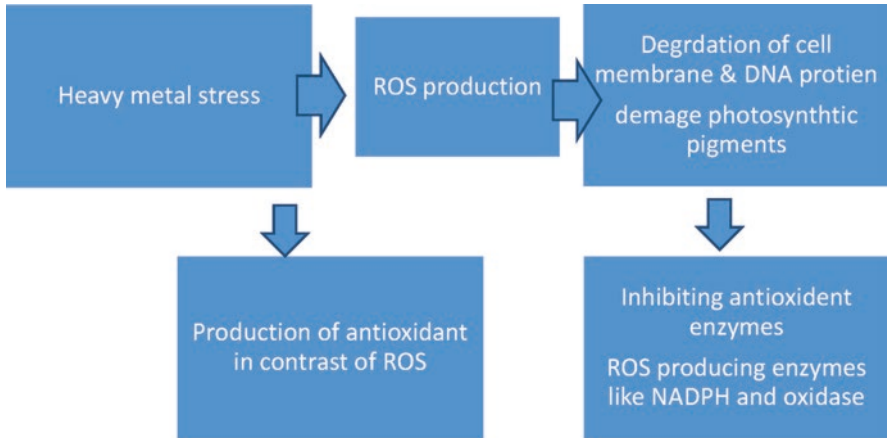 Heavy metal stress
ROS production
Degrdation of cell
membrane & DNA protien
demage photosynthtic
pigments
Production of antioxidant
in contrast of ROS
Inhibiting antioxident
enzymes
ROS producing enzymes
like NADPH and oxidase